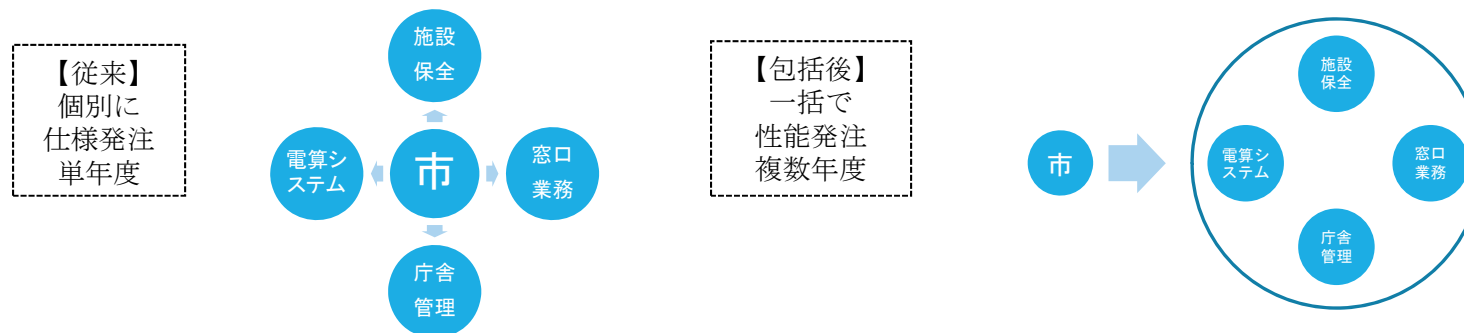 【従来】
個別に
仕様発注
単年度
施設
保全
電算シ
ステム
市
窓口
業務
庁舎
管理
【包括後】
一括で
性能発注
複数年度
市
施設
保全
電算シ
ステム
窓口
業務
庁舎
管理